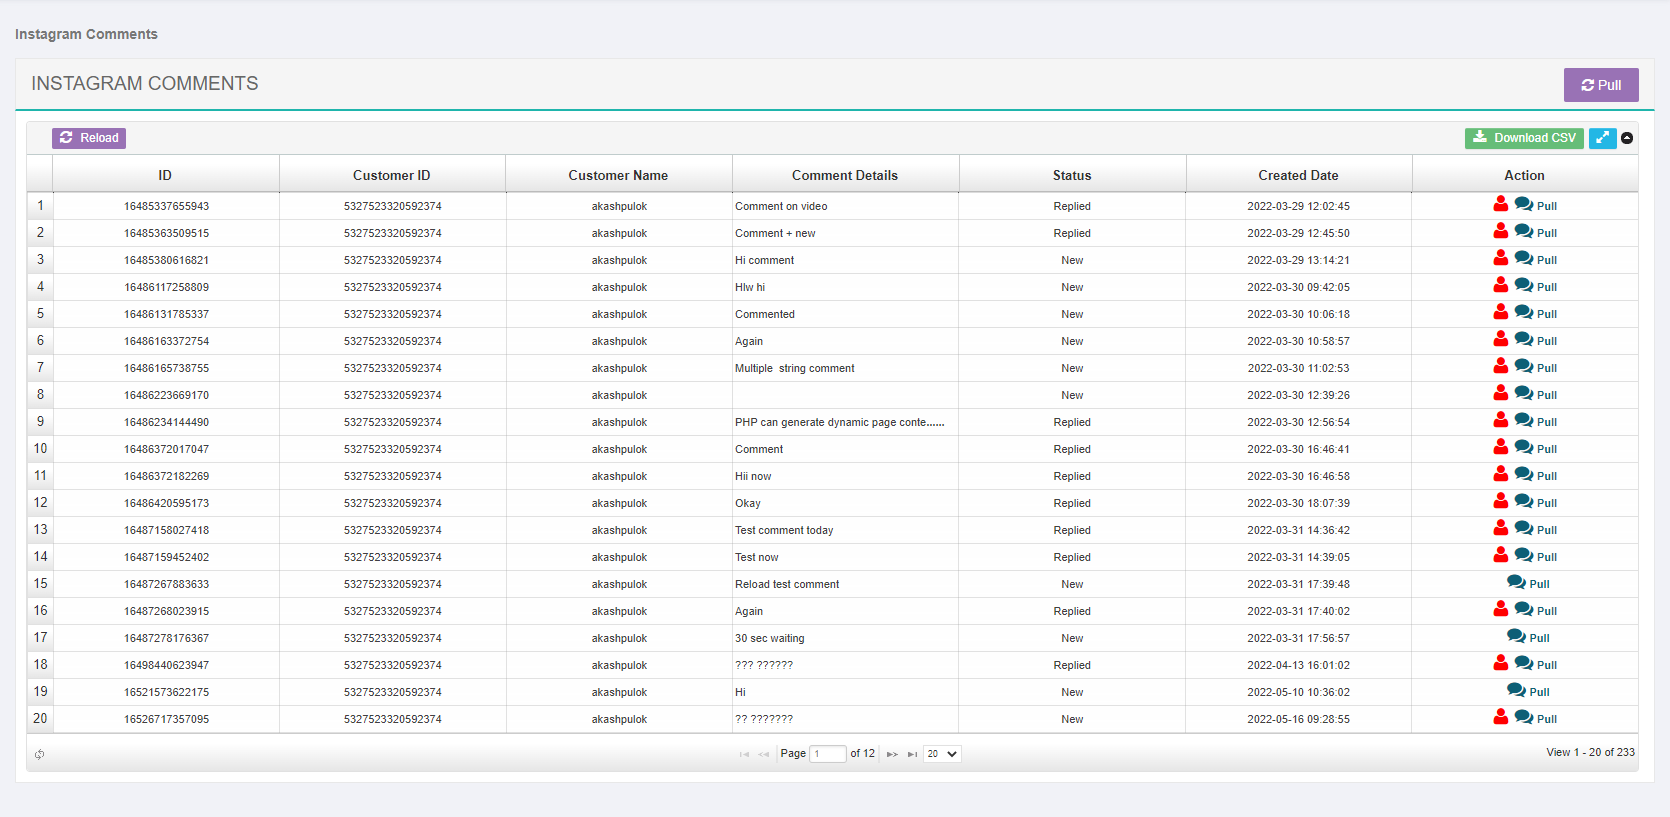 Instagram Comments
INSTAGRAM COMMENTS
Pull
Reload
Download CSV
ID Customer ID Customer Name Comment Details Status Created Date Action
1 16485337655943 5327523320592374 akashpulok Comment on video Replied 2022-03-29 12:02:45 Pull
2 16485363509515 5327523320592374 akashpulok Comment + new Replied 2022-03-29 12:45:50 Pull
3 16485380616821 5327523320592374 akashpulok Hi comment New 2022-03-29 13:14:21 Pull
4 16486117258809 5327523320592374 akashpulok Hlw hi New 2022-03-30 09:42:05 Pull
5 16486131785337 5327523320592374 akashpulok Commented New 2022-03-30 10:06:18 Pull
6 16486163372754 5327523320592374 akashpulok Again New 2022-03-30 10:58:57 Pull
7 16486165738755 5327523320592374 akashpulok Multiple string comment New 2022-03-30 11:02:53 Pull
8 16486223669170 5327523320592374 akashpulok New 2022-03-30 12:39:26 Pull
9 16486234144490 5327523320592374 akashpulok PHP can generate dynamic page conte...... Replied 2022-03-30 12:56:54 Pull
10 16486372017047 5327523320592374 akashpulok Comment Replied 2022-03-30 16:46:41 Pull
11 16486372182269 5327523320592374 akashpulok Hii now Replied 2022-03-30 16:46:58 Pull
12 16486420595173 5327523320592374 akashpulok Okay Replied 2022-03-30 18:07:39 Pull
13 16487158027418 5327523320592374 akashpulok Test comment today Replied 2022-03-31 14:36:42 Pull
14 16487159452402 5327523320592374 akashpulok Test now Replied 2022-03-31 14:39:05 Pull
15 16487267883633 5327523320592374 akashpulok Reload test comment New 2022-03-31 17:39:48 Pull
16 16487268023915 5327523320592374 akashpulok Again Replied 2022-03-31 17:40:02 Pull
17 16487278176367 5327523320592374 akashpulok 30 sec waiting New 2022-03-31 17:56:57 Pull
18 16498440623947 5327523320592374 akashpulok ??? ?????? Replied 2022-04-13 16:01:02 Pull
19 16521573622175 5327523320592374 akashpulok Hi New 2022-05-10 10:36:02 Pull
20 16526717357095 5327523320592374 akashpulok ?? ??????? New 2022-05-16 09:28:55 Pull
Page 1 of 12 20 View 1 - 20 of 233